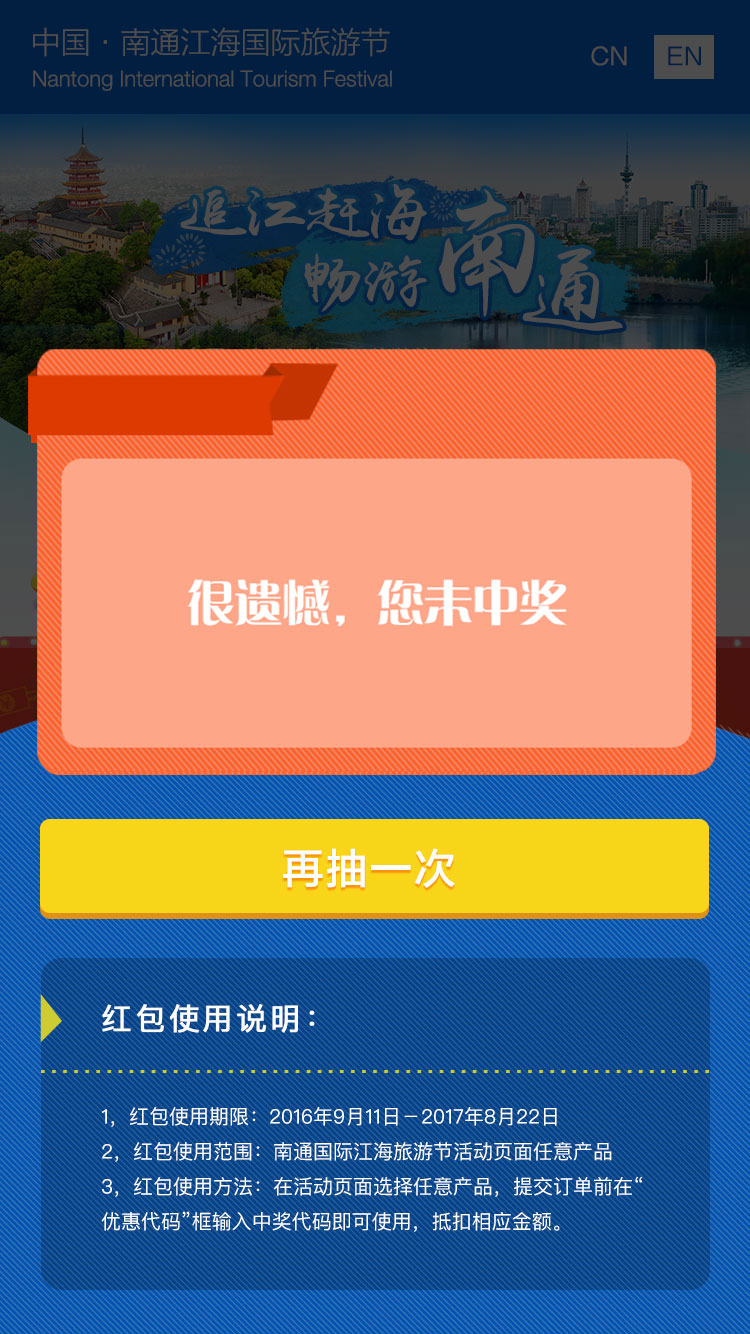 中国·南通江海国际旅游节
Nantong International Tourism Festival
CN EN
追江赶海
畅游南通
很遗憾，您未中奖
再抽一次
红包使用说明：
1，红包使用期限：2016年9月11日－2017年8月22日
2，红包使用范围：南通国际江海旅游节活动页面任意产品
3，红包使用方法：在活动页面选择任意产品，提交订单前在“
优惠代码”框输入中奖代码即可使用，抵扣相应金额。